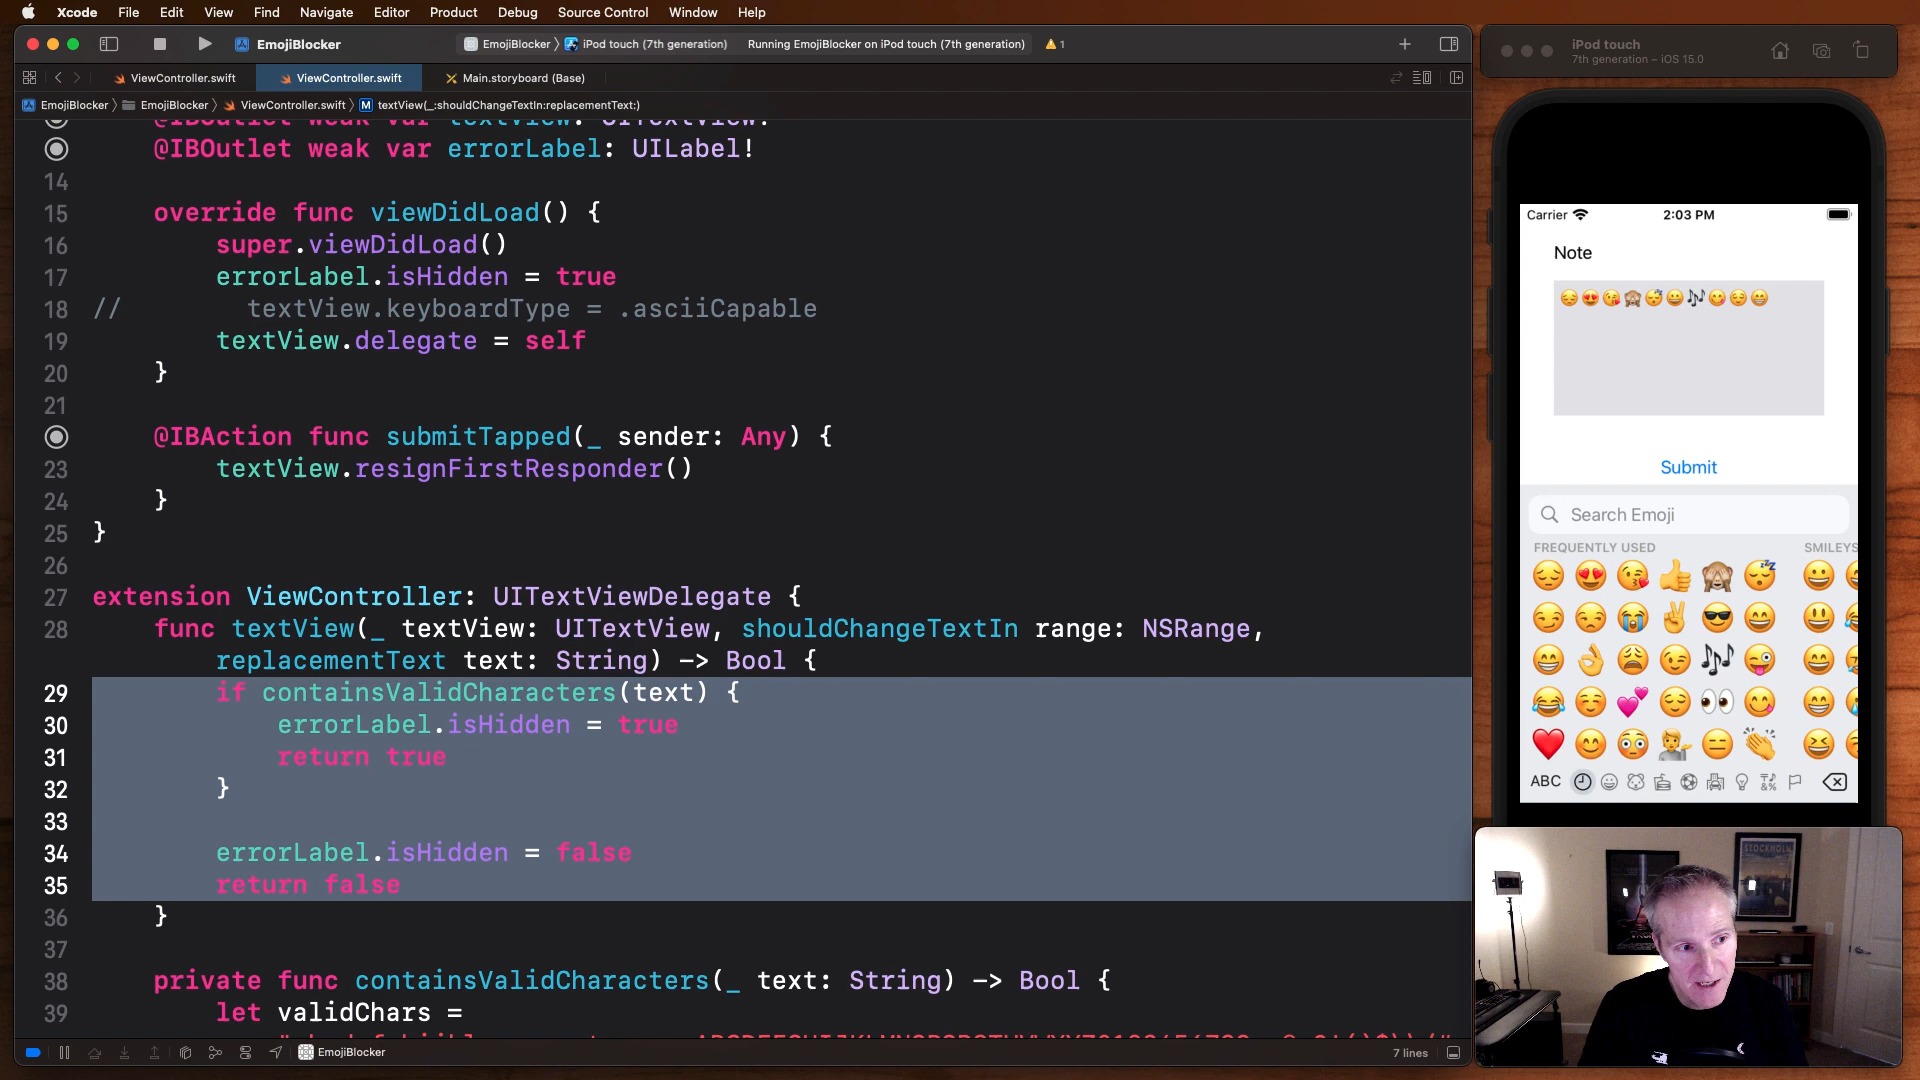 Xcode File Edit View Find Navigate Editor Product Debug Source Control Window Help
EmojiBlocker
EmojiBlocker 〉 iPod touch (7th generation)
Running EmojiBlocker on iPod touch (7th generation)
1
ViewController.swift
ViewController.swift
Main.storyboard (Base)
EmojiBlocker 〉 EmojiBlocker 〉 ViewController.swift 〉 M textView(_:shouldChangeTextIn:replacementText:)
@IBOutlet weak var textView: UITextView!
@IBOutlet weak var errorLabel: UILabel!
14
15 override func viewDidLoad() {
16 super.viewDidLoad()
17 errorLabel.isHidden = true
18 // textView.keyboardType = .asciiCapable
19 textView.delegate = self
20 }
21
@IBAction func submitTapped(_ sender: Any) {
23 textView.resignFirstResponder()
24 }
25 }
26
27 extension ViewController: UITextViewDelegate {
28 func textView(_ textView: UITextView, shouldChangeTextIn range: NSRange,
replacementText text: String) -> Bool {
29 if containsValidCharacters(text) {
30 errorLabel.isHidden = true
31 return true
32 }
33
34 errorLabel.isHidden = false
35 return false
36 }
37
38 private func containsValidCharacters(_ text: String) -> Bool {
39 let validChars =
EmojiBlocker
7 lines
iPod touch
7th generation – iOS 15.0
Carrier
2:03 PM
Note
Submit
Search Emoji
FREQUENTLY USED
SMILEYS
ABC
STOCKHOLM